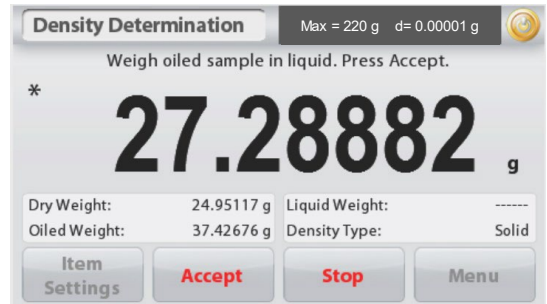 Density Determination
Max = 220 g d= 0.00001 g
Weigh oiled sample in liquid. Press Accept.
* 27.28882 g
Dry Weight: 24.95117 g Liquid Weight: ------
Oiled Weight: 37.42676 g Density Type: Solid
Item Settings Accept Stop Menu